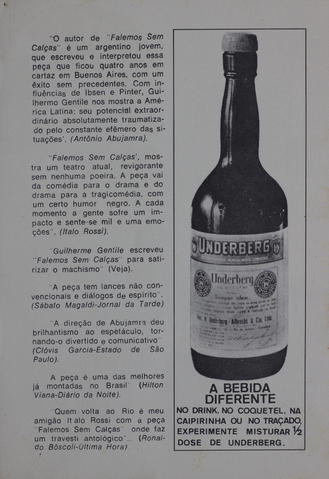 "O autor de "Falemos Sem
Calças" é um argentino jovem,
que escreveu e interpretou essa
peça que ficou quatro anos em
cartaz em Buenos Aires, com um
êxito sem precedentes. Com in-
fluências de Ibsen e Pinter, Gui-
lhermo Gentile nos mostra a Amé-
rica Latina: seu potencial extraor-
dinário absolutamente traumatiza-
do pelo constante efêmero das si-
tuações'. (Antônio Abujamra).
"Falemos Sem Calças', mos-
tra um teatro atual, revigorante
sem nenhuma poeira. A peça vai
da comédia para o drama e do
drama para a tragicomédia, com
um certo humor negro. A cada
momento a gente sofre um im-
pacto e sente-se mil e uma emo-
ções". (Italo Rossi).
"Guilherme Gentile escreveu
"Falemos Sem Calças" para sati-
rizar o machismo" (Veja).
"A peça tem lances não con-
vencionais e diálogos de espírito".
(Sábato Magaldi-Jornal da Tarde)
"A direção de Abujamra deu
brilhantismo ao espetáculo, tor-
nando-o divertido e comunicativo"
(Clóvis Garcia-Estado de São
Paulo).
A peça é uma das melhores
já montadas no Brasil" (Hilton
Viana-Diário da Noite).
"Quem volta ao Rio é meu
amigão Italo Rossi com a peça
"Falemos Sem Calças" onde faz
um travesti antológico"... (Ronal-
do Bôscoli-Última Hora).
UNDERBERG
Underberg
A BEBIDA
DIFERENTE
NO DRINK, NO COQUETEL, NA
CAIPIRINHA OU NO TRAÇADO,
EXPERIMENTE MISTURAR 1/2
DOSE DE UNDERBERG.